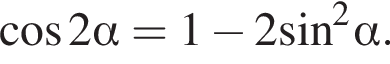 cos 2α = 1 − 2sin²α.